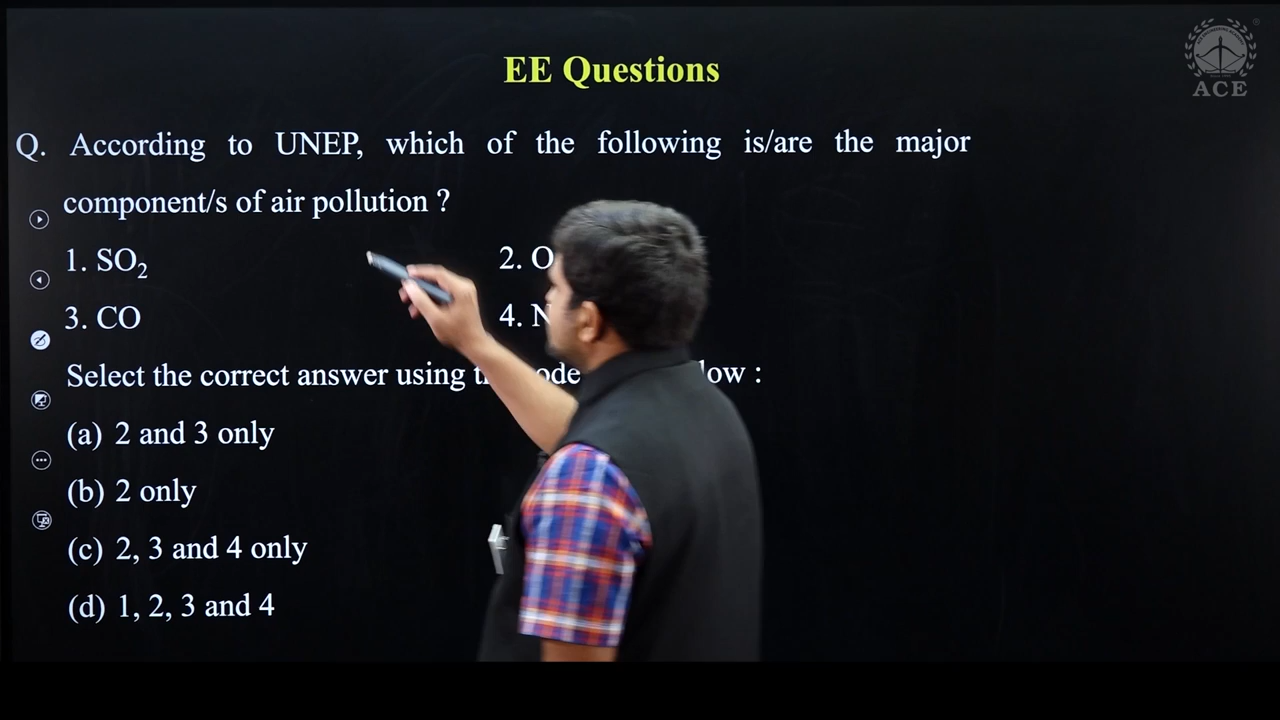 ACE
EE Questions
Q. According to UNEP, which of the following is/are the major
component/s of air pollution ?
1. SO₂
2.
3. CO
4.
Select the correct answer using low :
(a) 2 and 3 only
(b) 2 only
(c) 2, 3 and 4 only
(d) 1, 2, 3 and 4